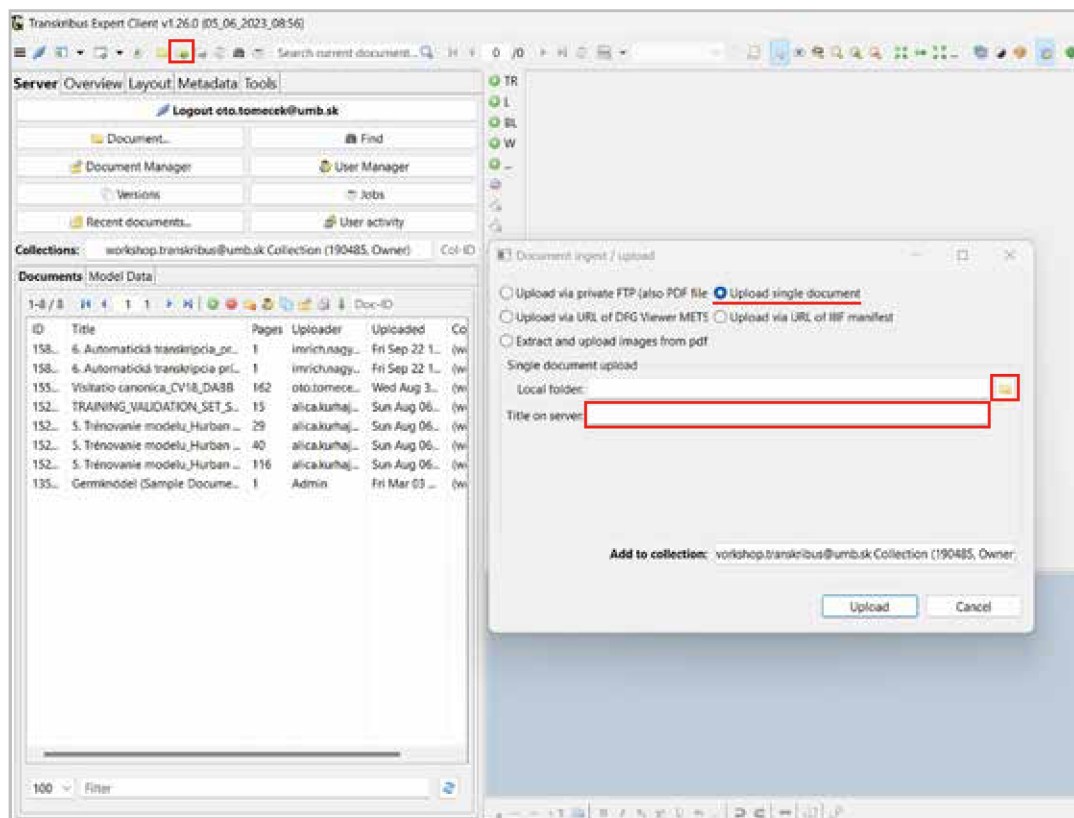 Transkribus Expert Client v1.26.0 (05_06_2023_08:56)
Search current document...
0 /0
Server Overview Layout Metadata Tools
Logout oto.tomecek@umb.sk
Document... Find
Document Manager User Manager
Versions Jobs
Recent documents... User activity
Collections: workshop.transkribus@umb.sk Collection (190485, Owner) Col-ID
Documents Model Data
1-8/8 1 1 Doc-ID
ID Title Pages Uploader Uploaded Co
158... 6. Automatická transkripcia_pr... 1 imrich.nagy... Fri Sep 22 1... (w
158... 6. Automatická transkripcia pri... 1 imrich.nagy... Fri Sep 22 1... (w
155... Visitatio canonica_CV18_DABB 162 oto.tomece... Wed Aug 3... (w
152... TRAINING_VALIDATION_SET_S... 15 alica.kurhaj... Sun Aug 06... (w
152... 5. Trénovanie modelu_Hurban ... 29 alica.kurhaj... Sun Aug 06... (w
152... 5. Trénovanie modelu_Hurban ... 40 alica.kurhaj... Sun Aug 06... (w
152... 5. Trénovanie modelu_Hurban ... 116 alica.kurhaj... Sun Aug 06... (w
135... Germknödel (Sample Docume... 1 Admin Fri Mar 03 ... (w
100 Filter
TR
L
BL
W
...
Document ingest / upload
Upload via private FTP (also PDF file Upload single document
Upload via URL of DFG Viewer METS Upload via URL of IIIF manifest
Extract and upload images from pdf
Single document upload
Local folder:
Title on server:
Add to collection: vorkshop.transkribus@umb.sk Collection (190485, Owner
Upload Cancel